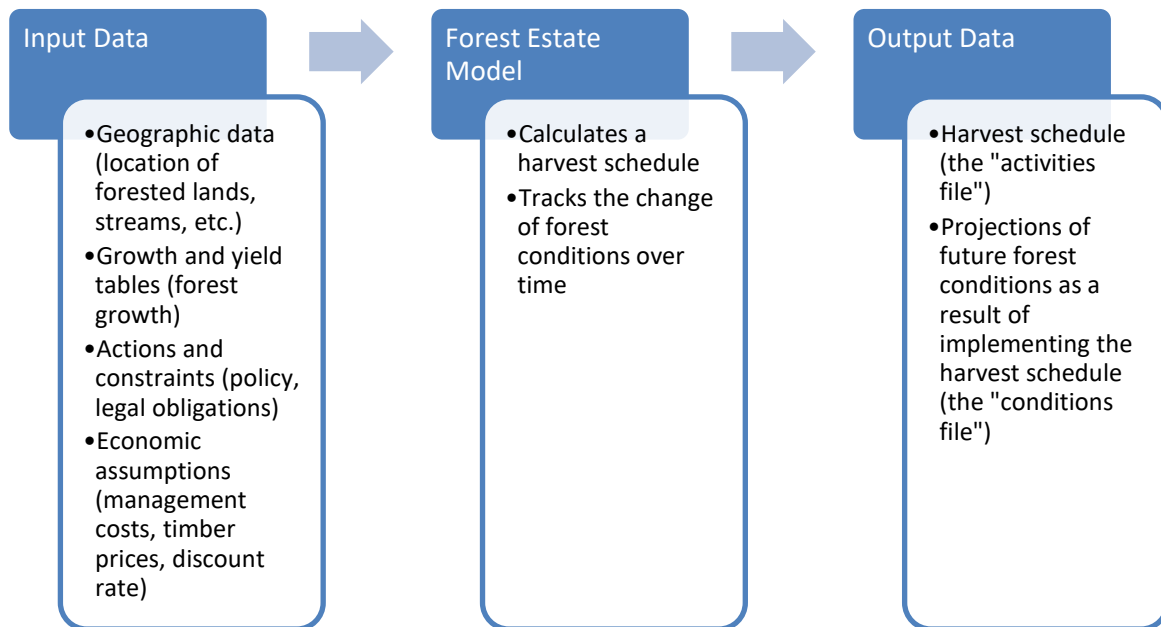 Input Data
•Geographic data
(location of
forested lands,
streams, etc.)
•Growth and yield
tables (forest
growth)
•Actions and
constraints (policy,
legal obligations)
•Economic
assumptions
(management
costs, timber
prices, discount
rate)
Forest Estate
Model
•Calculates a
harvest schedule
•Tracks the change
of forest
conditions over
time
Output Data
•Harvest schedule
(the "activities
file")
•Projections of
future forest
conditions as a
result of
implementing the
harvest schedule
(the "conditions
file")